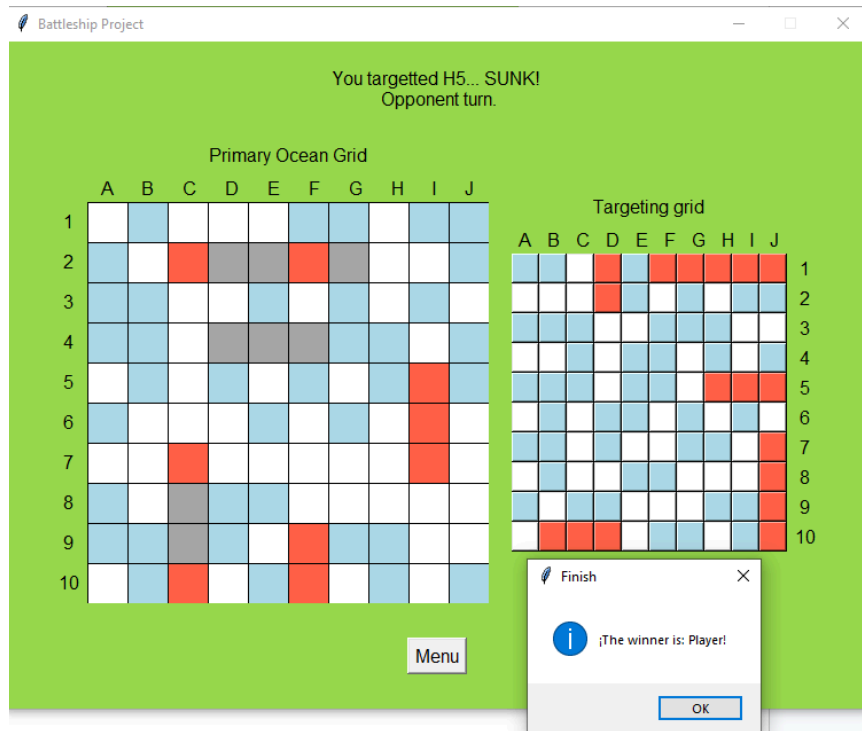 Battleship Project
You targetted H5... SUNK!
Opponent turn.
Primary Ocean Grid
A B C D E F G H I J
1
2
3
4
5
6
7
8
9
10
Targeting grid
A B C D E F G H I J
1
2
3
4
5
6
7
8
9
10
Menu
Finish
¡The winner is: Player!
OK